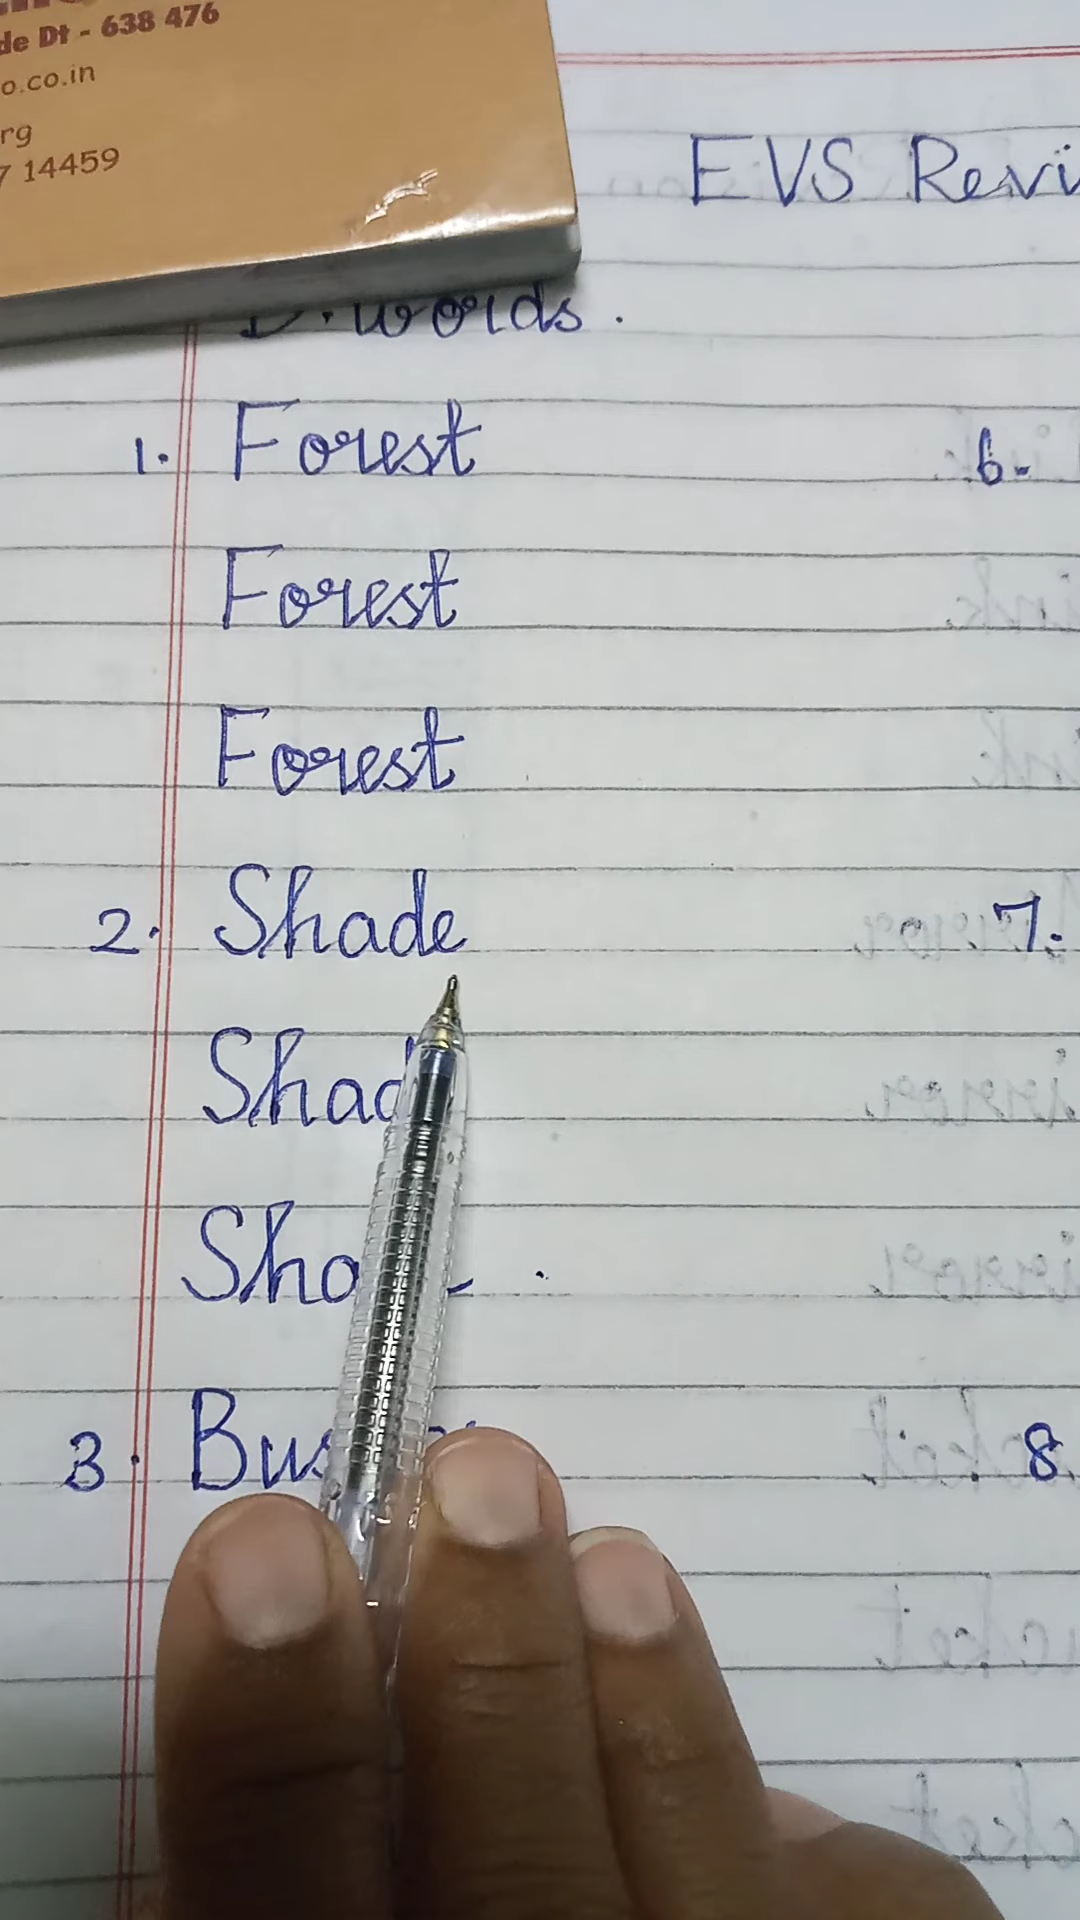 de Dt - 638 476
o.co.in
rg
7 14459
EVS Revi
D. words.
1. Forest
6.
Forest
Forest
2. Shade
7.
Shad
Sha
3. Bus
8.